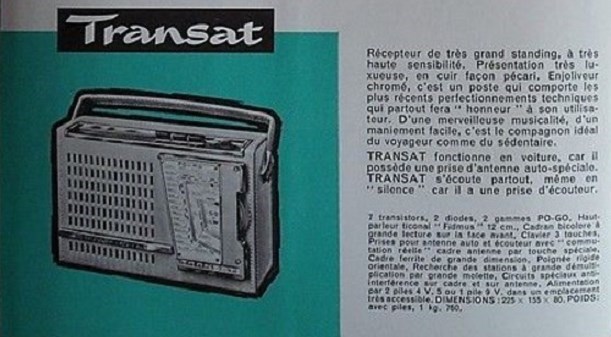 Transat
Récepteur de très grand standing, à très
haute sensibilité. Présentation très lu-
xueuse, en cuir façon pécari. Enjoliveur
chromé, c'est un poste qui comporte les
plus récents perfectionnements techniques
qui partout fera " honneur " à son utilisa-
teur. D'une merveilleuse musicalité, d'un
maniement facile, c'est le compagnon idéal
du voyageur comme du sédentaire.
TRANSAT fonctionne en voiture, car il
possède une prise d'antenne auto-spéciale.
TRANSAT s'écoute partout, même en
" silence " car il a une prise d'écouteur.
7 transistors, 2 diodes, 2 gammes PO-GO, Haut-
parleur ticonal " Fidmus " 12 cm., Cadran bicolore à
grande lecture sur la face avant, Clavier 3 touches,
Prises pour antenne auto et écouteur avec " commu-
tation réelle " cadre antenne par touche spéciale,
Cadre ferrite de grande dimension, Poignée rigide
orientale, Recherche des stations à grande démulti-
plication par grande molette, Circuits spéciaux anti-
interférence sur cadre et sur antenne, Alimentation
par 2 piles 4 V. 5 ou 1 pile 9 V. dans un emplacement
très accessible. DIMENSIONS : 225 × 155 × 80. POIDS:
avec piles, 1 kg. 760,